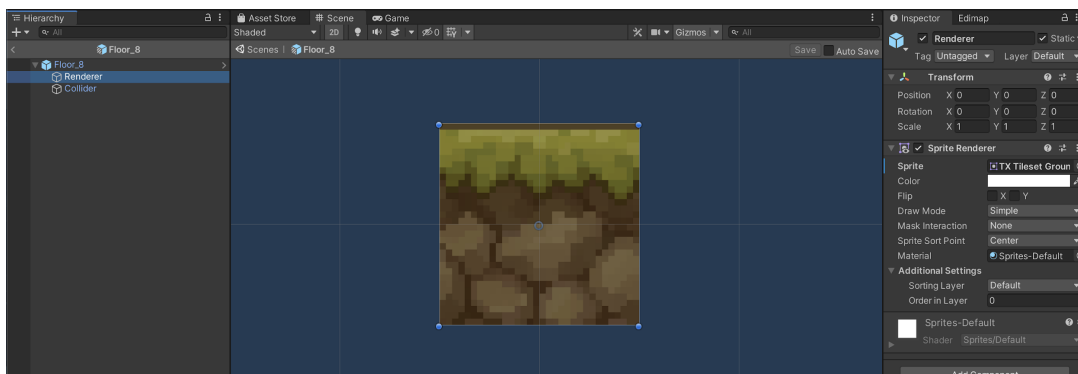 Hierarchy
All
Floor_8
Floor_8
Renderer
Collider
Asset Store
Scene
Game
Shaded
2D
0
Gizmos
All
Scenes
Floor_8
Save
Auto Save
Inspector
Edimap
Renderer
Static
Tag Untagged
Layer Default
Transform
Position X 0 Y 0 Z 0
Rotation X 0 Y 0 Z 0
Scale X 1 Y 1 Z 1
Sprite Renderer
Sprite TX Tileset Groun
Color
Flip X Y
Draw Mode Simple
Mask Interaction None
Sprite Sort Point Center
Material Sprites-Default
Additional Settings
Sorting Layer Default
Order in Layer 0
Sprites-Default
Shader Sprites/Default
Add Component